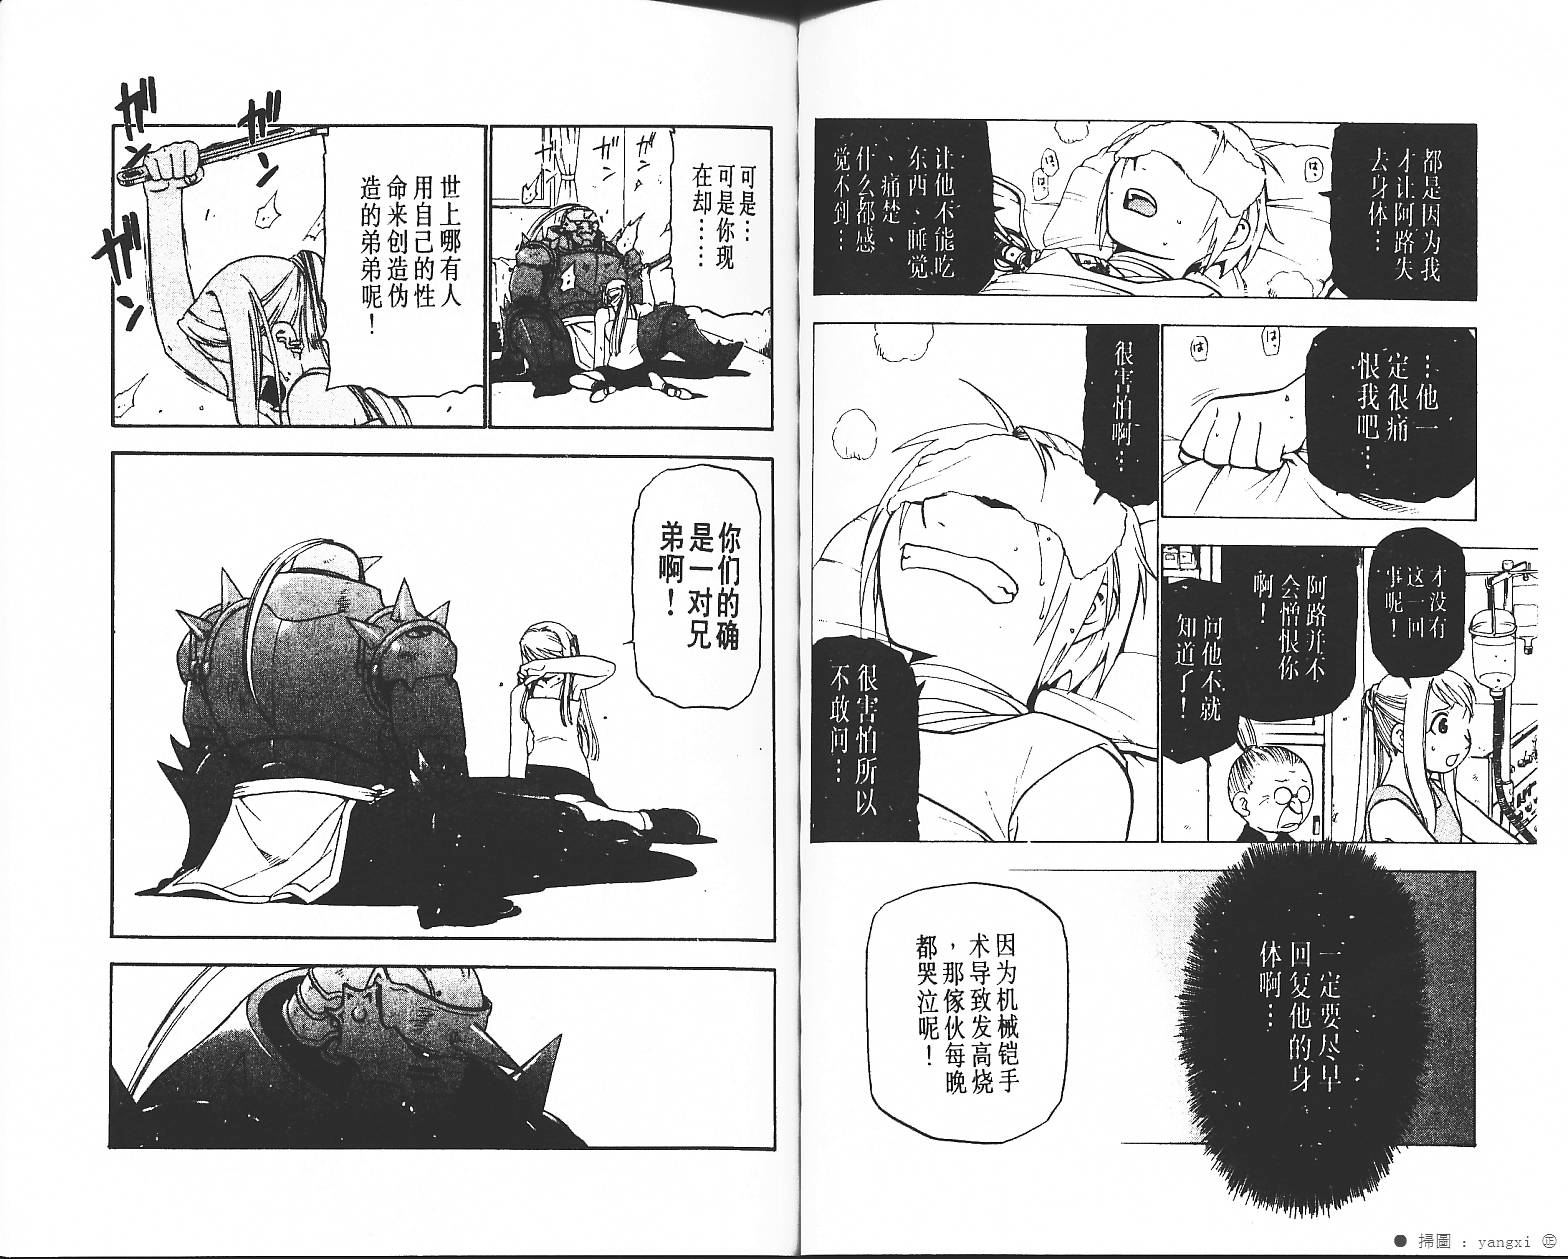 都是因为我
才让阿路失
去身体…
让他不能吃
东西、睡觉
、痛楚、
什么都感
觉不到…
は。
は。
…他一
定很痛
恨我吧…
は。
は。
很害怕啊…
很害怕所以
不敢问…
才没有
这一回
事呢！
阿路并不
会憎恨你
啊！
问他不就
知道了！
一定要尽早
回复他的身
体啊…
因为机械铠手
术导致发高烧
，那傢伙每晚
都哭泣呢！
可是…
可是你现
在却……
ガン
ガン
世上哪有人
用自己的性
命来创造伪
造的弟弟呢！
ガン
ガン
ガン
你们的确
是一对兄
弟啊！
● 掃圖 : yangxi ㊣